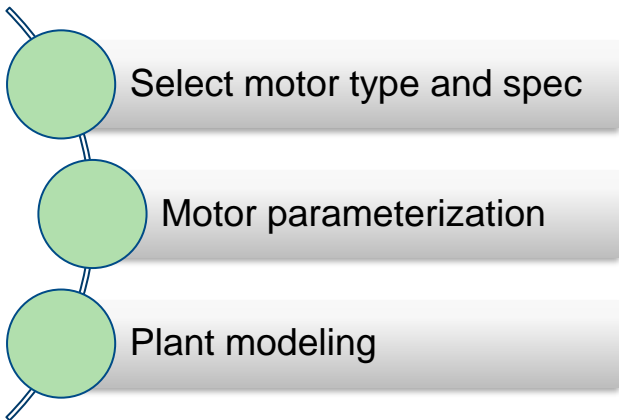 Select motor type and spec
Motor parameterization
Plant modeling